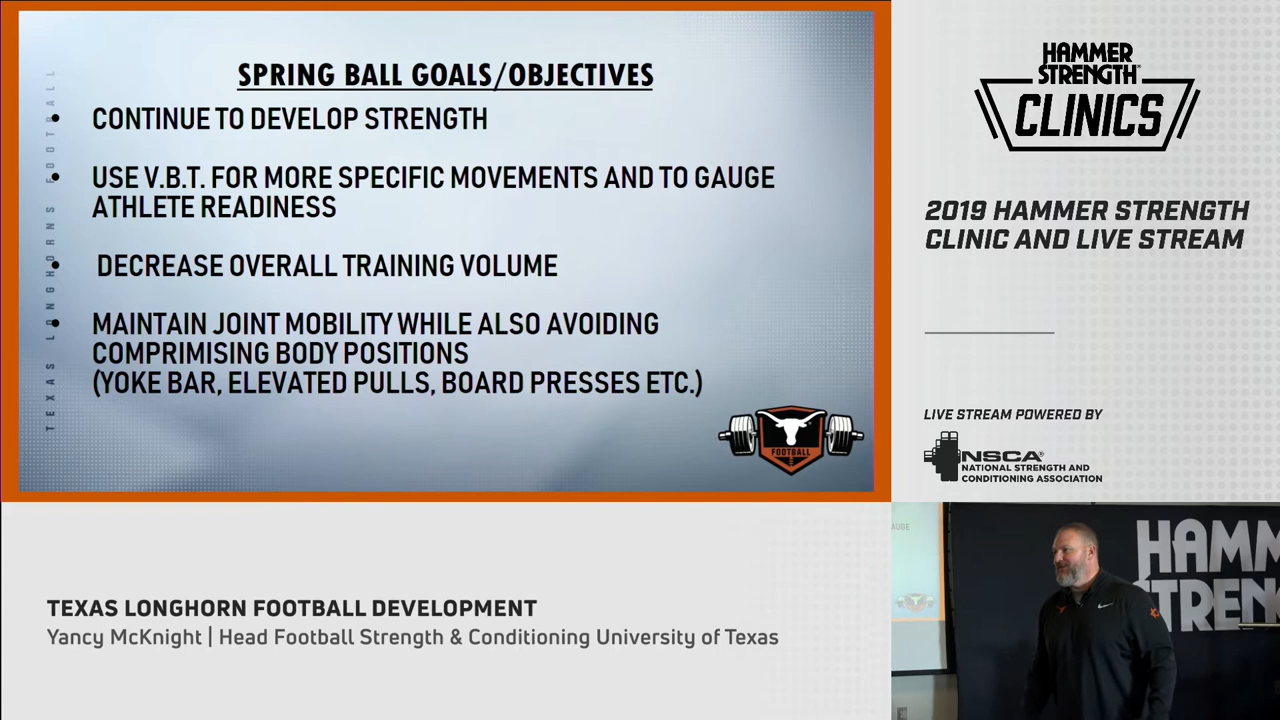 SPRING BALL GOALS/OBJECTIVES
• CONTINUE TO DEVELOP STRENGTH
• USE V.B.T. FOR MORE SPECIFIC MOVEMENTS AND TO GAUGE
ATHLETE READINESS
• DECREASE OVERALL TRAINING VOLUME
• MAINTAIN JOINT MOBILITY WHILE ALSO AVOIDING
COMPRIMISING BODY POSITIONS
(YOKE BAR, ELEVATED PULLS, BOARD PRESSES ETC.)
TEXAS LONGHORNS FOOTBALL
FOOTBALL
HAMMER
STRENGTH®
CLINICS
2019 HAMMER STRENGTH
CLINIC AND LIVE STREAM
LIVE STREAM POWERED BY
NSCA®
NATIONAL STRENGTH AND
CONDITIONING ASSOCIATION
TEXAS LONGHORN FOOTBALL DEVELOPMENT
Yancy McKnight | Head Football Strength & Conditioning University of Texas
AUGE
HAMM
STREN